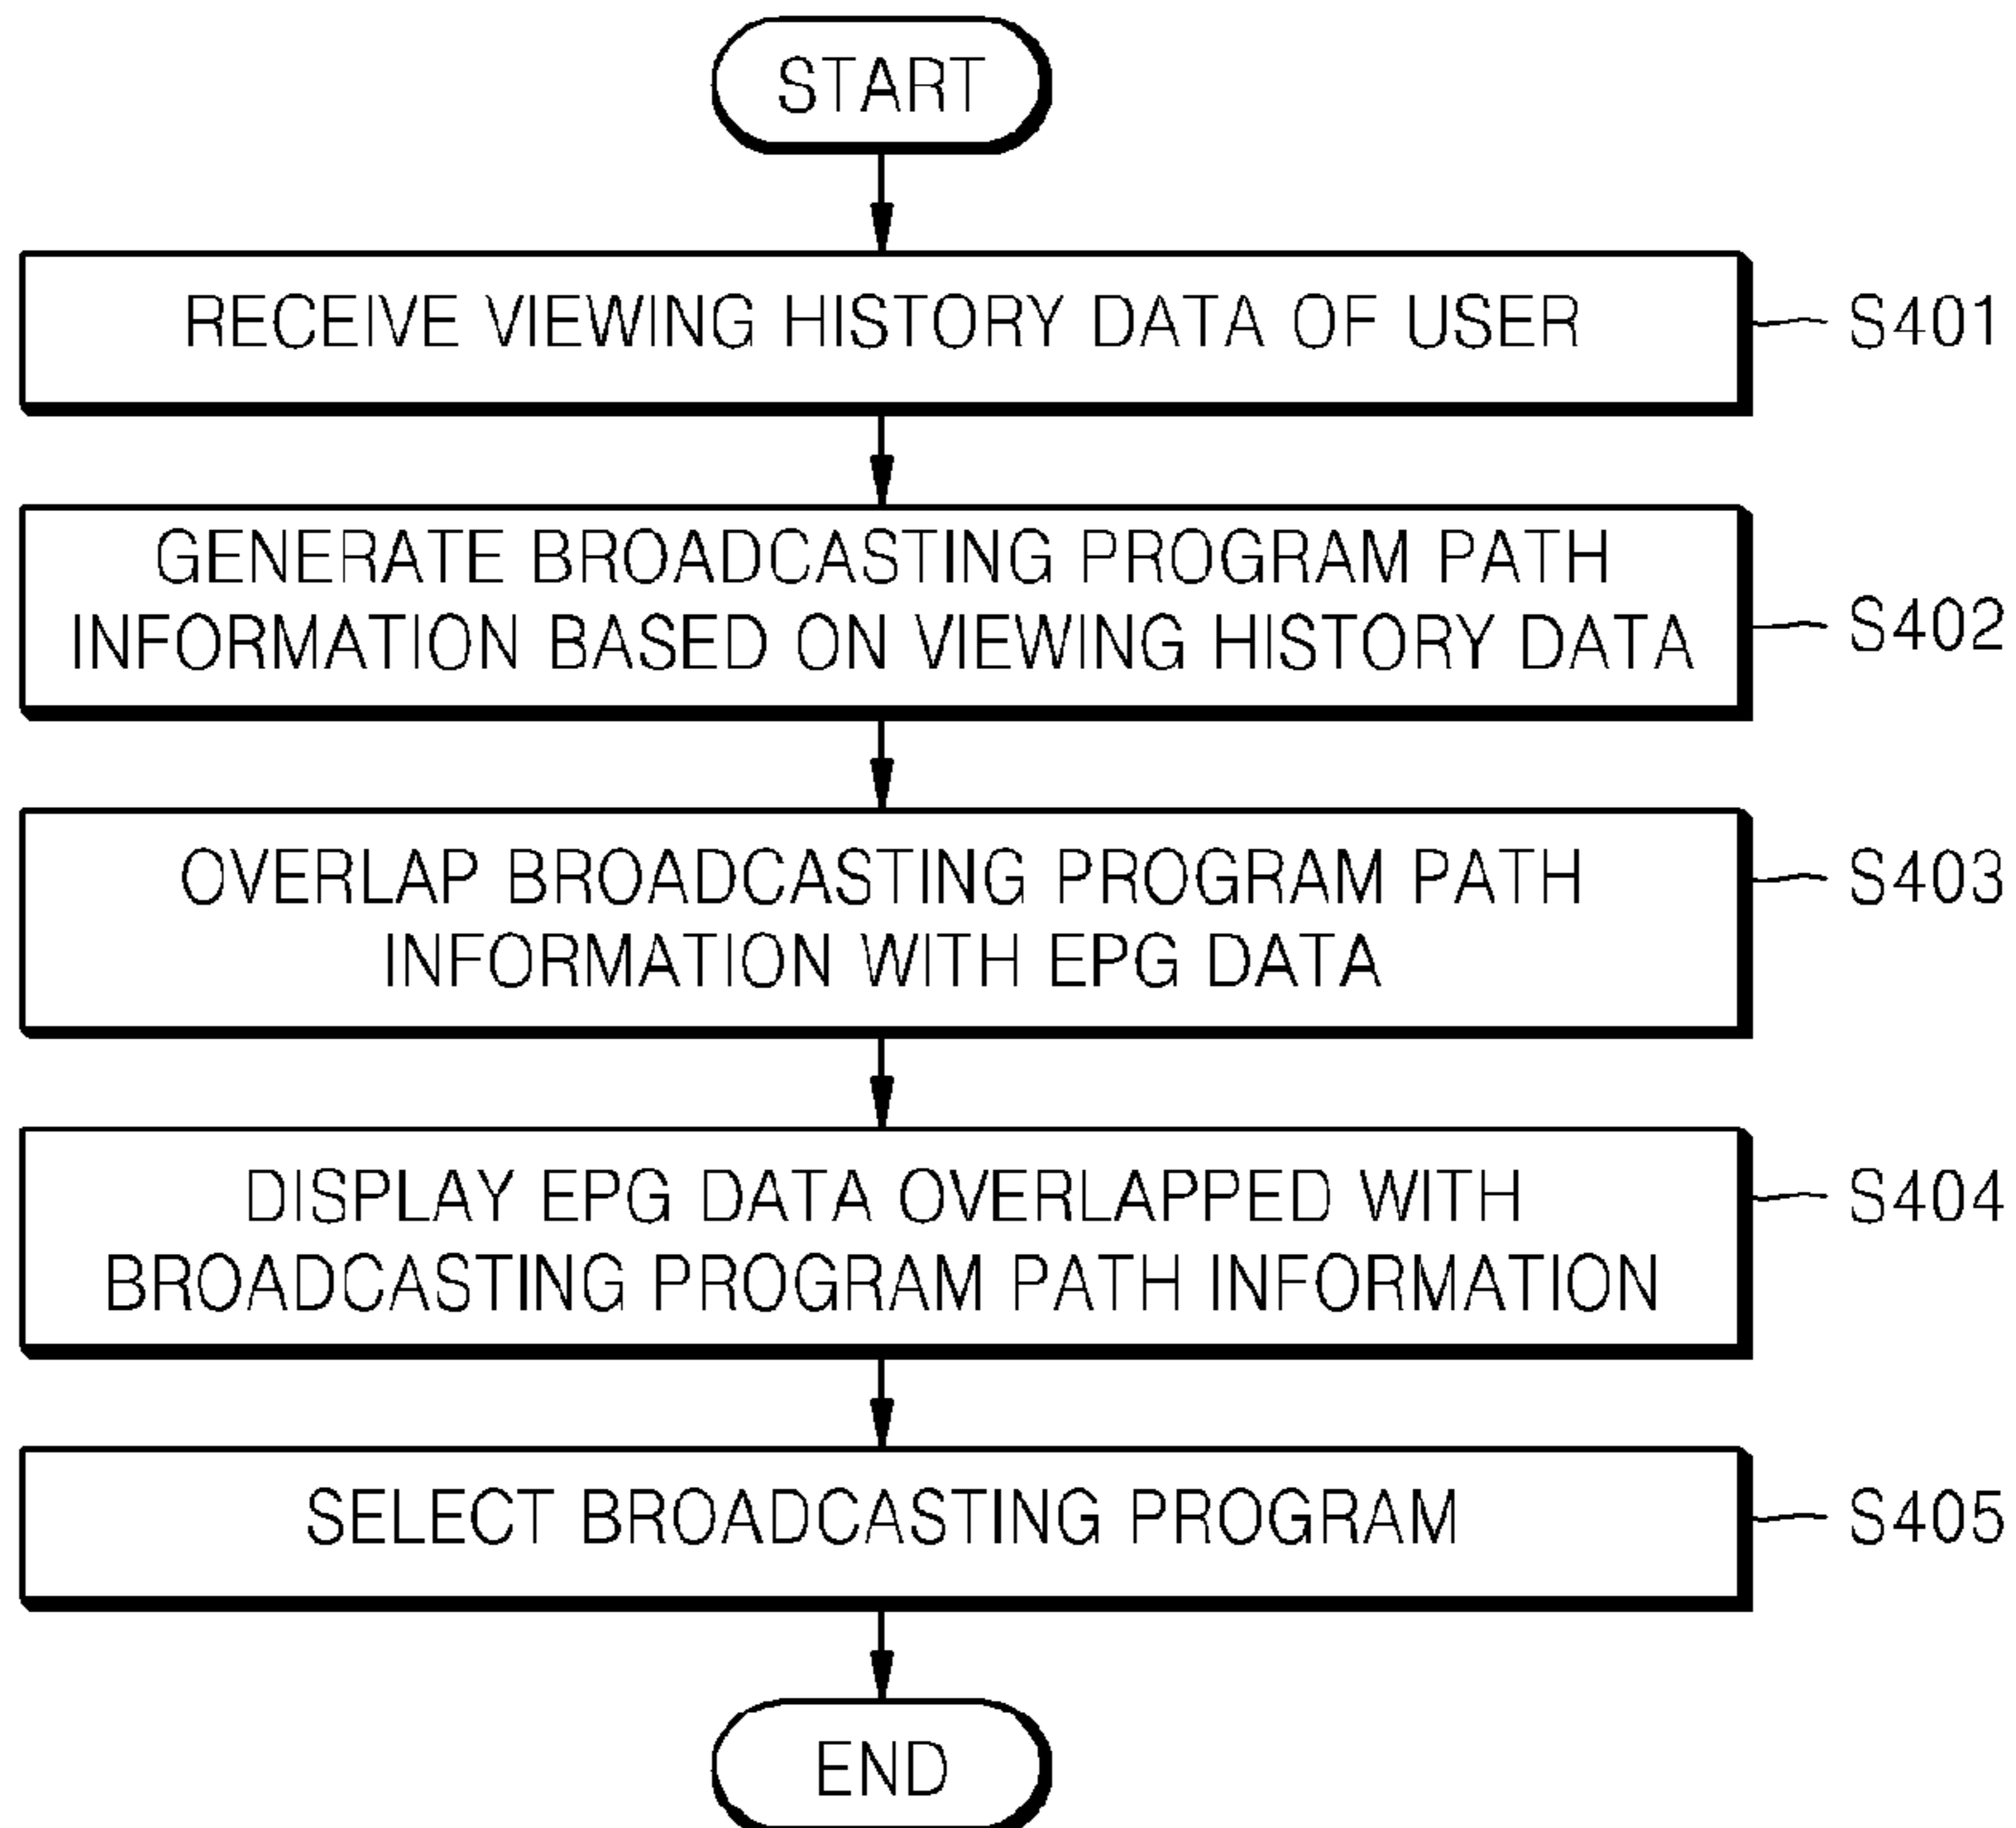 START
RECEIVE VIEWING HISTORY DATA OF USER
S401
GENERATE BROADCASTING PROGRAM PATH
INFORMATION BASED ON VIEWING HISTORY DATA
S402
OVERLAP BROADCASTING PROGRAM PATH
INFORMATION WITH EPG DATA
S403
DISPLAY EPG DATA OVERLAPPED WITH
BROADCASTING PROGRAM PATH INFORMATION
S404
SELECT BROADCASTING PROGRAM
S405
END